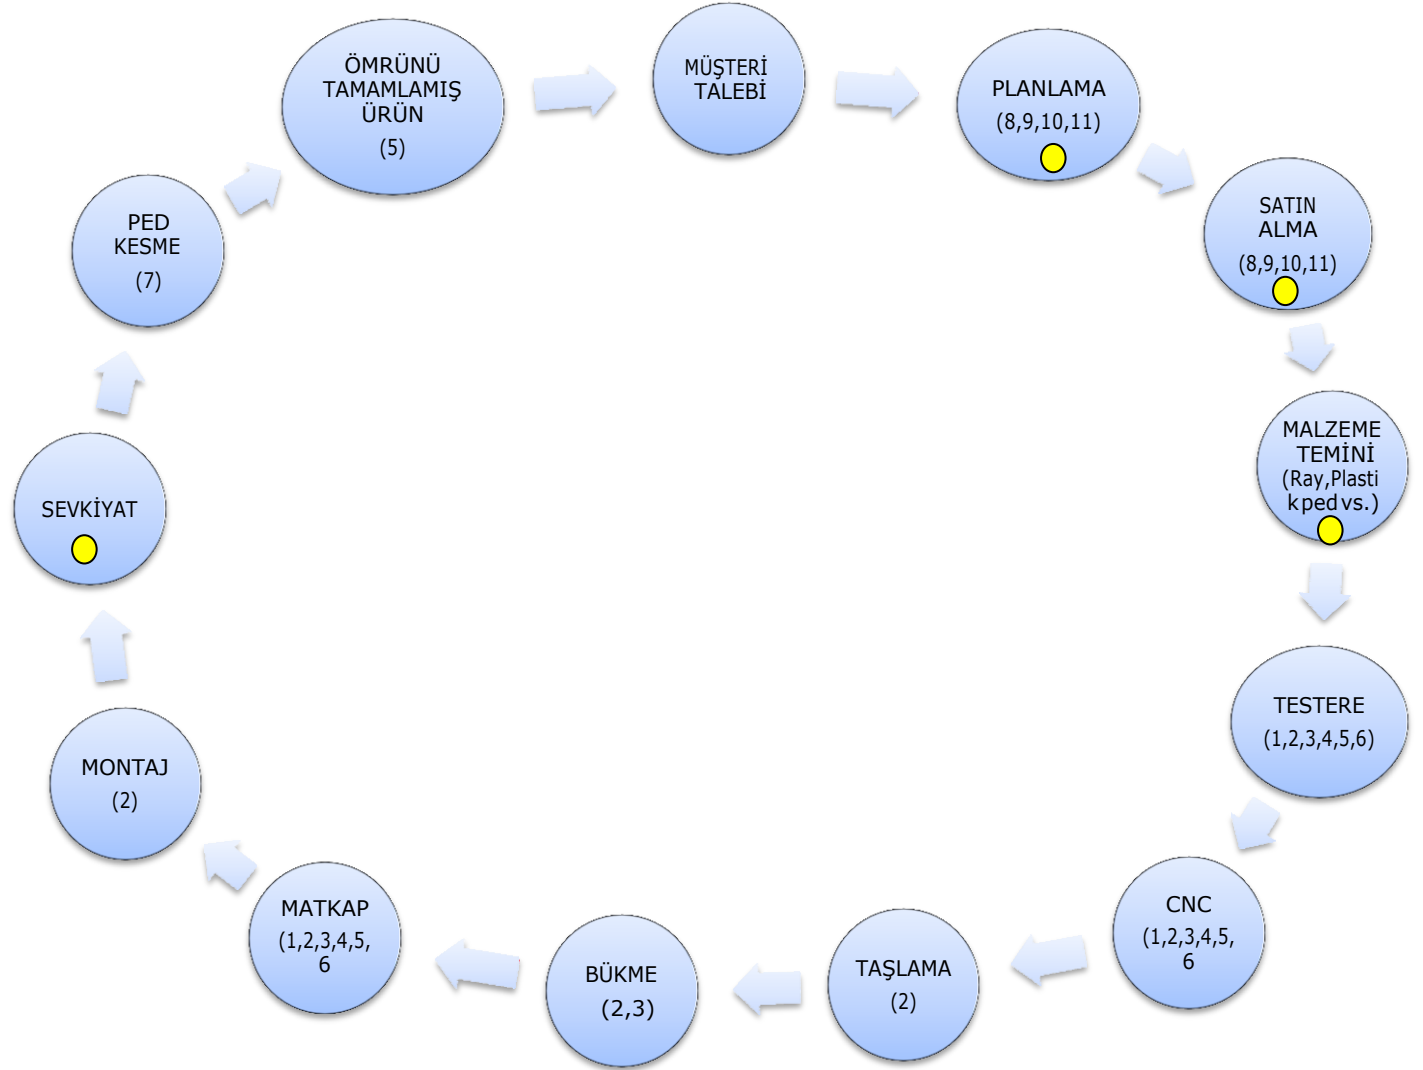 MÜŞTERİ
TALEBİ
PLANLAMA
(8,9,10,11)
SATIN
ALMA
(8,9,10,11)
MALZEME
TEMİNİ
(Ray,Plasti
k ped vs.)
TESTERE
(1,2,3,4,5,6)
CNC
(1,2,3,4,5,
6
TAŞLAMA
(2)
BÜKME
(2,3)
MATKAP
(1,2,3,4,5,
6
MONTAJ
(2)
SEVKİYAT
PED
KESME
(7)
ÖMRÜNÜ
TAMAMLAMIŞ
ÜRÜN
(5)